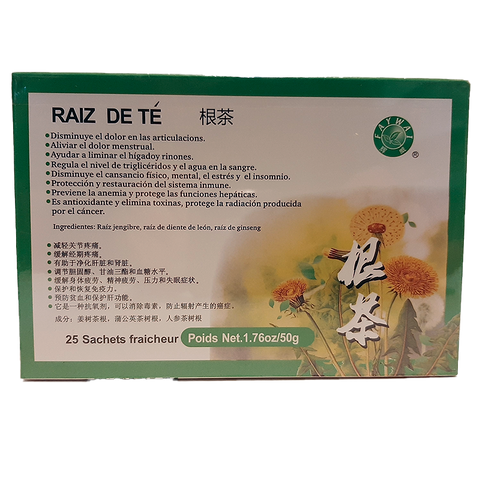 RAIZ DE TÉ 根茶
FAYWAI
®
•Disminuye el dolor en las articulacions.
•Aliviar el dolor menstrual.
•Ayudar a liminar el hígadoy rinones.
•Regula el nivel de triglicéridos y el agua en la sangre.
•Disminuye el cansancio físico, mental, el estrés y el insomnio.
•Protección y restauración del sistema inmune.
•Previene la anemia y protege las funciones hepáticas.
•Es antioxidante y elimina toxinas, protege la radiación producida
por el cáncer.
Ingredientes: Raíz jengibre, raíz de diente de león, raíz de ginseng
•减轻关节疼痛。
•缓解经期疼痛。
•有助于净化肝脏和肾脏。
•调节胆固醇、甘油三酯和血糖水平。
•缓解身体疲劳、精神疲劳、压力和失眠症状。
•保护和恢复免疫力。
•预防贫血和保护肝功能。
•它是一种抗氧剂，可以消除毒素，防止辐射产生的癌症。
成分：姜树茶根，蒲公英茶树根，人参茶树根
根茶
25 Sachets fraicheur Poids Net.1.76oz/50g